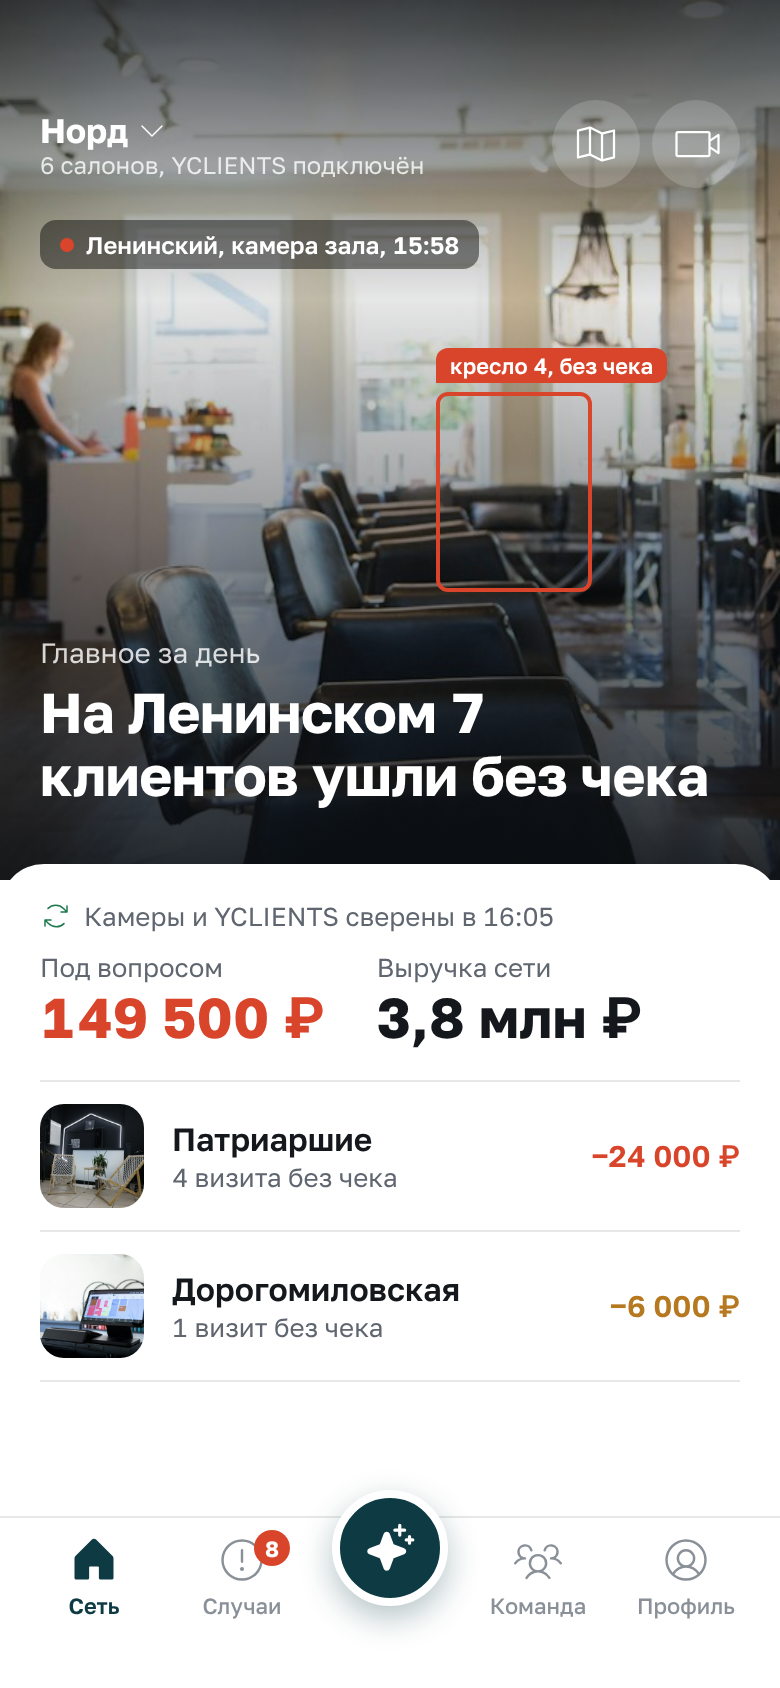 Норд
6 салонов, YCLIENTS подключён
Ленинский, камера зала, 15:58
кресло 4, без чека
Главное за день
На Ленинском 7
клиентов ушли без чека
Камеры и YCLIENTS сверены в 16:05
Под вопросом
Выручка сети
149 500 ₽
3,8 млн ₽
Патриаршие
4 визита без чека
−24 000 ₽
Дорогомиловская
1 визит без чека
−6 000 ₽
8
Сеть
Случаи
Команда
Профиль